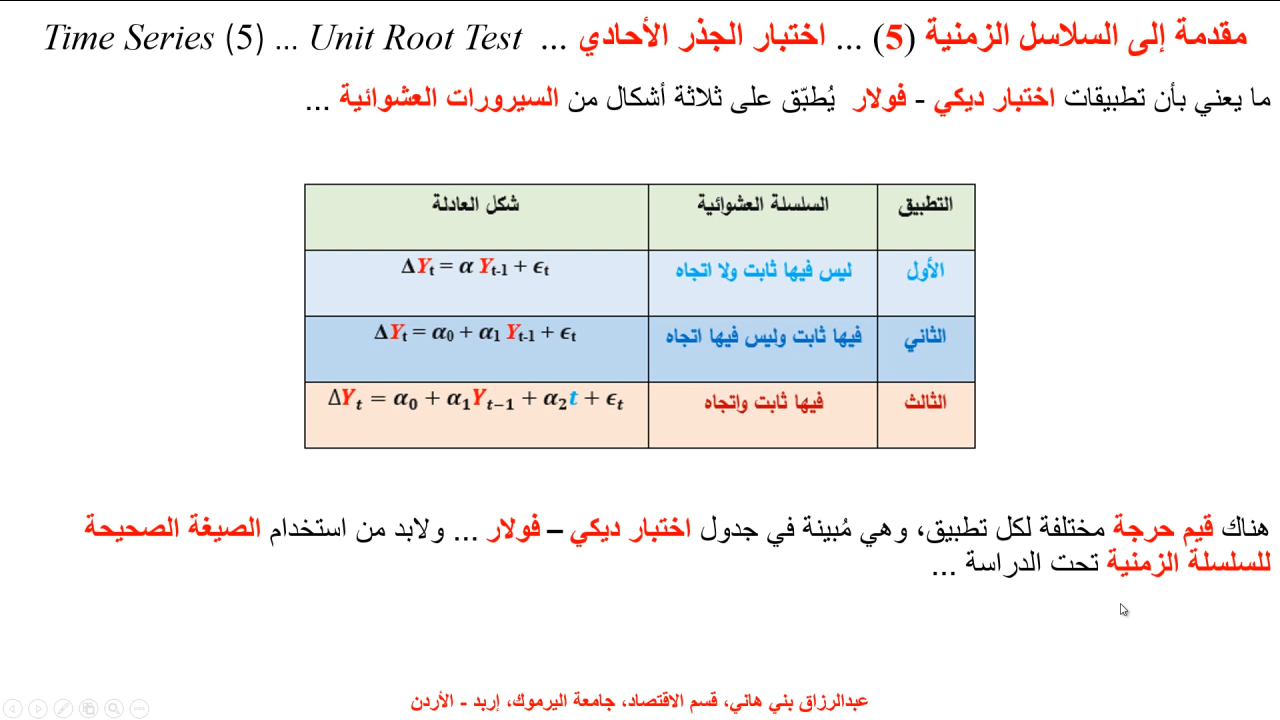 مقدمة إلى السلاسل الزمنية (5) ... اختبار الجذر الأحادي ... Time Series (5) ... Unit Root Test
ما يعني بأن تطبيقات اختبار ديكي - فولار يُطبّق على ثلاثة أشكال من السيرورات العشوائية ...
التطبيق السلسلة العشوائية شكل العادلة
الأول ليس فيها ثابت ولا اتجاه ΔYt = α Yt-1 + ϵt
الثاني فيها ثابت وليس فيها اتجاه ΔYt = α0 + α1 Yt-1 + ϵt
الثالث فيها ثابت واتجاه ΔYt = α0 + α1Yt−1 + α2t + ϵt
هناك قيم حرجة مختلفة لكل تطبيق، وهي مُبينة في جدول اختبار ديكي – فولار ... ولابد من استخدام الصيغة الصحيحة
للسلسلة الزمنية تحت الدراسة ...
عبدالرزاق بني هاني، قسم الاقتصاد، جامعة اليرموك، إربد - الأردن